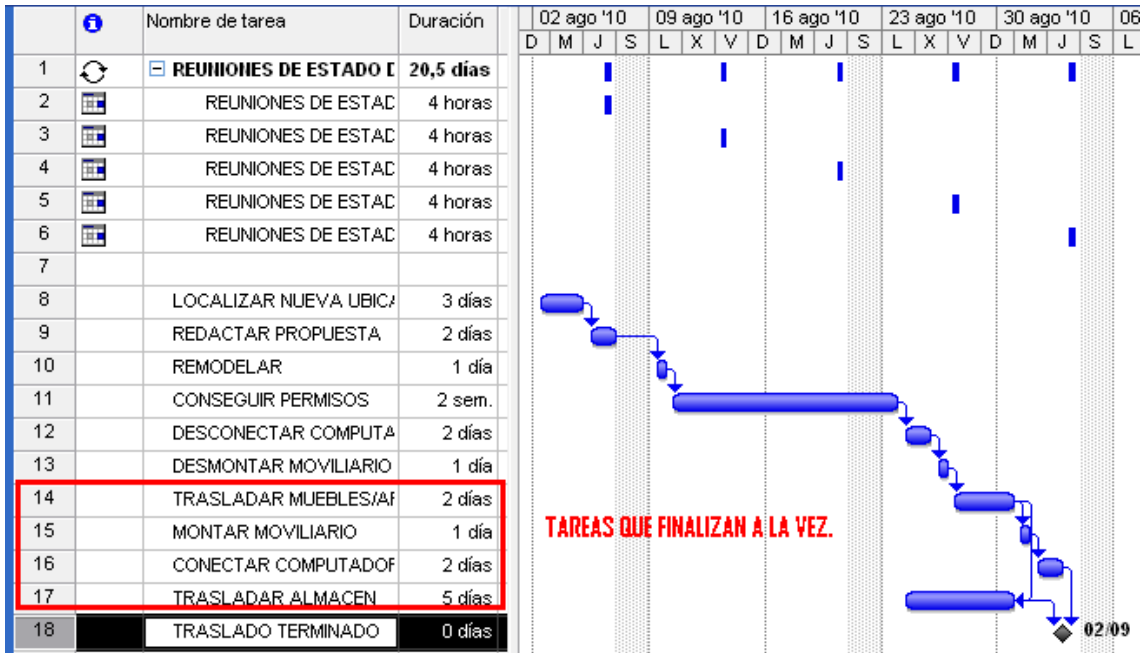 Nombre de tarea Duración 02 ago '10 09 ago '10 16 ago '10 23 ago '10 30 ago '10 06
D M J S L X V D M J S L X V D M J S L
1 REUNIONES DE ESTADO D 20,5 días
2 REUNIONES DE ESTAD 4 horas
3 REUNIONES DE ESTAD 4 horas
4 REUNIONES DE ESTAD 4 horas
5 REUNIONES DE ESTAD 4 horas
6 REUNIONES DE ESTAD 4 horas
7
8 LOCALIZAR NUEVA UBICA 3 días
9 REDACTAR PROPUESTA 2 días
10 REMODELAR 1 día
11 CONSEGUIR PERMISOS 2 sem.
12 DESCONECTAR COMPUTA 2 días
13 DESMONTAR MOVILIARIO 1 día
14 TRASLADAR MUEBLES/AR 2 días
15 MONTAR MOVILIARIO 1 día
TAREAS QUE FINALIZAN A LA VEZ.
16 CONECTAR COMPUTADOR 2 días
17 TRASLADAR ALMACEN 5 días
18 TRASLADO TERMINADO 0 días 02/09